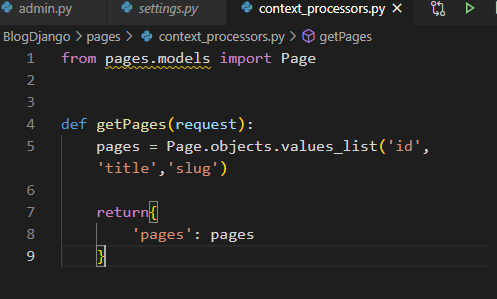 admin.py settings.py context_processors.py
BlogDjango > pages > context_processors.py > getPages
1 from pages.models import Page
2
3
4 def getPages(request):
5 pages = Page.objects.values_list('id',
'title','slug')
6
7 return{
8 'pages': pages
9 }